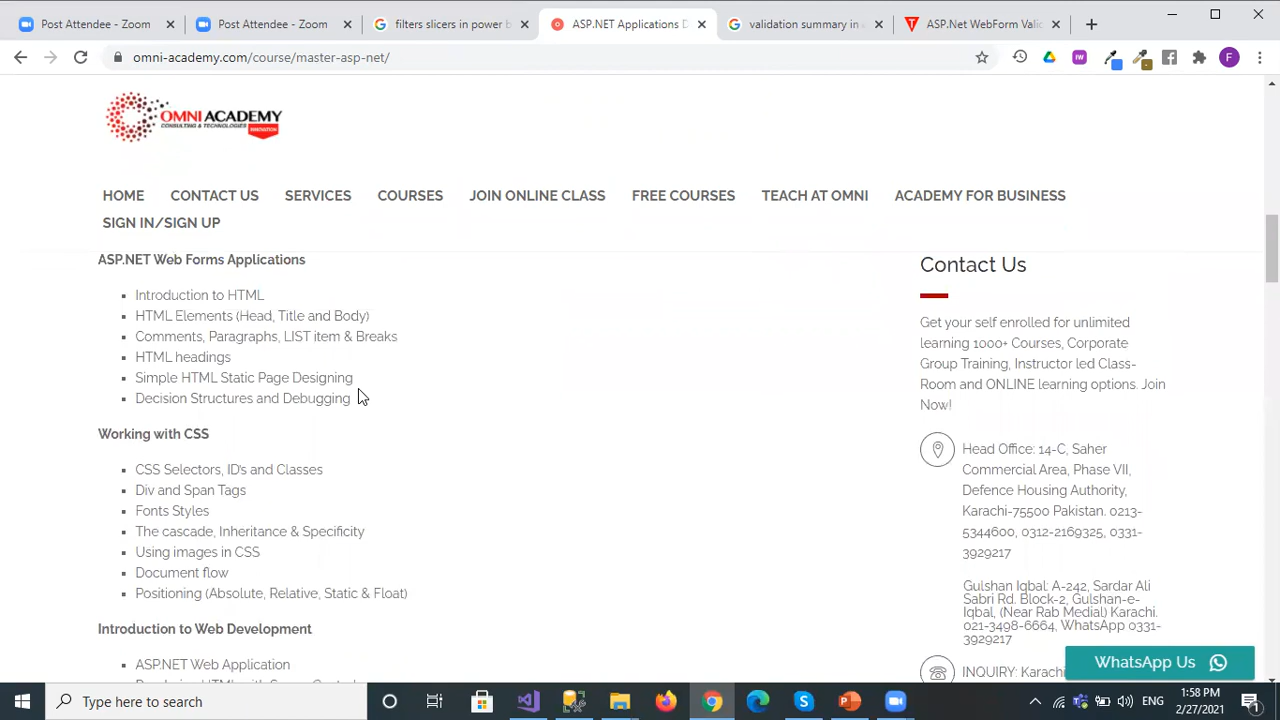 Post Attendee - Zoom
Post Attendee - Zoom
filters slicers in power b
ASP.NET Applications D
validation summary in
ASP.Net WebForm Valid
omni-academy.com/course/master-asp-net/
F
OMNI ACADEMY
CONSULTING & TECHNOLOGIES
HOME CONTACT US SERVICES COURSES JOIN ONLINE CLASS FREE COURSES TEACH AT OMNI ACADEMY FOR BUSINESS
SIGN IN/SIGN UP
ASP.NET Web Forms Applications
Introduction to HTML
HTML Elements (Head, Title and Body)
Comments, Paragraphs, LIST item & Breaks
HTML headings
Simple HTML Static Page Designing
Decision Structures and Debugging
Working with CSS
CSS Selectors, ID's and Classes
Div and Span Tags
Fonts Styles
The cascade, Inheritance & Specificity
Using images in CSS
Document flow
Positioning (Absolute, Relative, Static & Float)
Introduction to Web Development
ASP.NET Web Application
Contact Us
Get your self enrolled for unlimited
learning 1000+ Courses, Corporate
Group Training, Instructor led Class-
Room and ONLINE learning options. Join
Now!
Head Office: 14-C, Saher
Commercial Area, Phase VII,
Defence Housing Authority,
Karachi-75500 Pakistan. 0213-
5344600, 0312-2169325, 0331-
3929217
Gulshan Iqbal: A-242, Sardar Ali
Sabri Rd. Block-2, Gulshan-e-
Iqbal, (Near Rab Medial) Karachi.
021-3498-6664, WhatsApp 0331-
3929217
INQUIRY: Karachi
WhatsApp Us
Type here to search
ENG
1:58 PM
2/27/2021